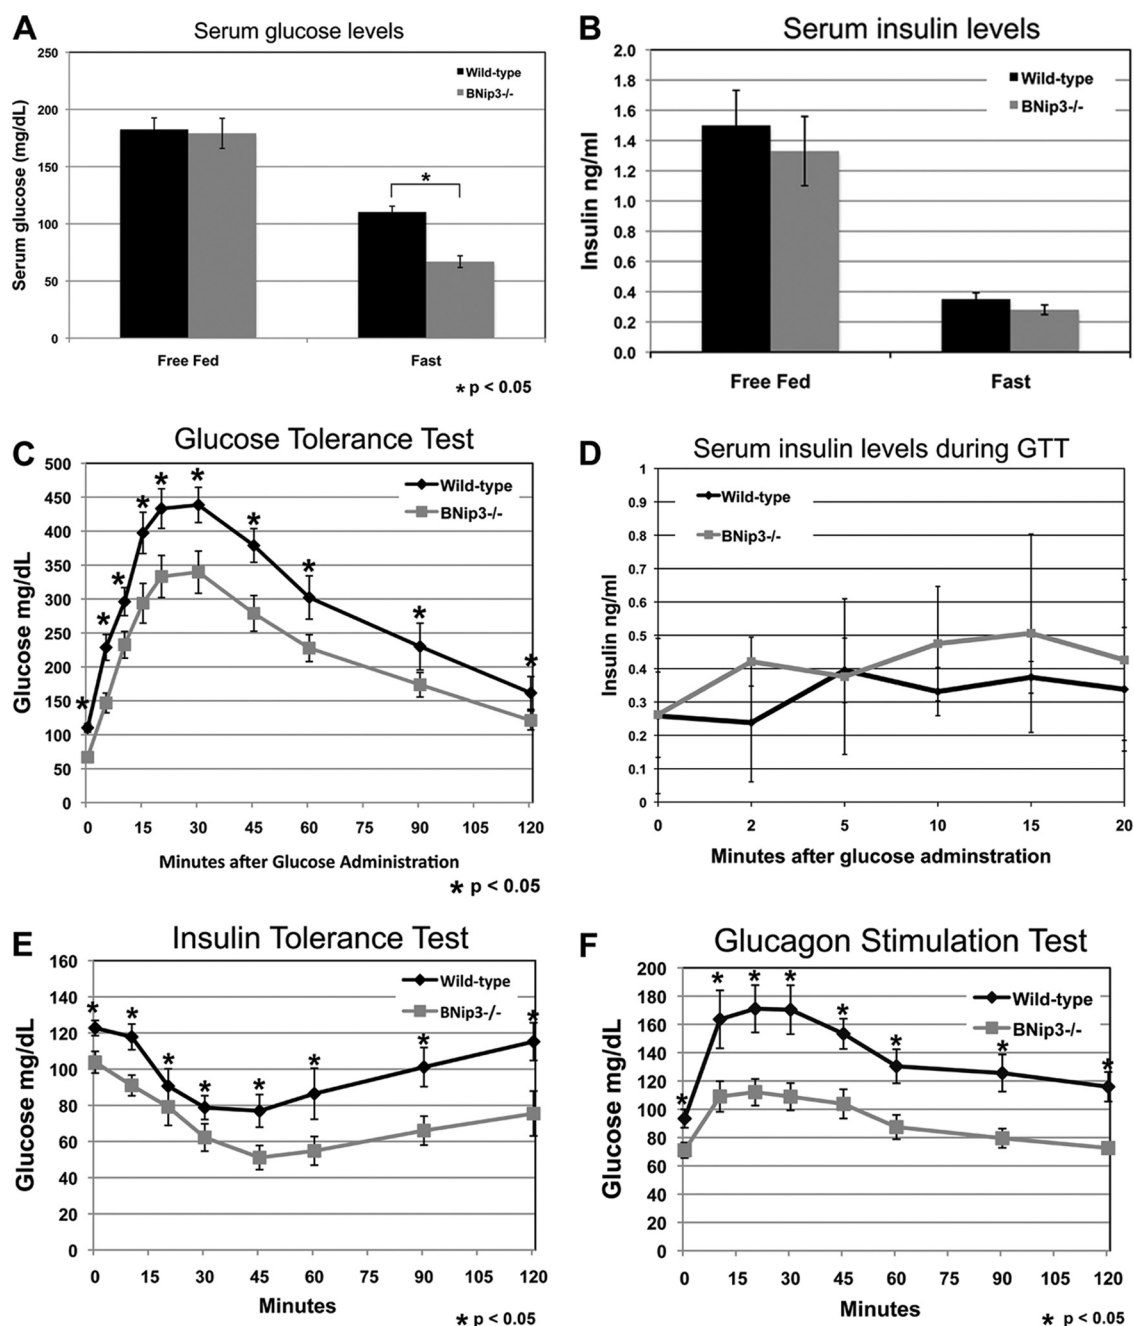 A
Serum glucose levels
Serum glucose (mg/dL)
250
200
150
100
50
0
Wild-type
BNip3-/-
*
Free Fed
Fast
* p < 0.05
B
Serum insulin levels
Insulin ng/ml
2.0
1.8
1.6
1.4
1.2
1.0
0.8
0.6
0.4
0.2
0.0
Wild-type
BNip3-/-
Free Fed
Fast
C
Glucose Tolerance Test
Glucose mg/dL
500
450
400
350
300
250
200
150
100
50
0
Wild-type
BNip3-/-
* * * * * * * * * *
0 15 30 45 60 75 90 105 120
Minutes after Glucose Administration
* p < 0.05
D
Serum insulin levels during GTT
Insulin ng/ml
1
0.9
0.8
0.7
0.6
0.5
0.4
0.3
0.2
0.1
0
Wild-type
BNip3-/-
0 2 5 10 15 20
Minutes after glucose adminstration
E
Insulin Tolerance Test
Glucose mg/dL
160
140
120
100
80
60
40
20
0
Wild-type
BNip3-/-
* * * * * * * *
0 15 30 45 60 75 90 105 120
Minutes
* p < 0.05
F
Glucagon Stimulation Test
Glucose mg/dL
200
180
160
140
120
100
80
60
40
20
0
Wild-type
BNip3-/-
* * * * * * * *
0 15 30 45 60 75 90 105 120
Minutes
* p < 0.05